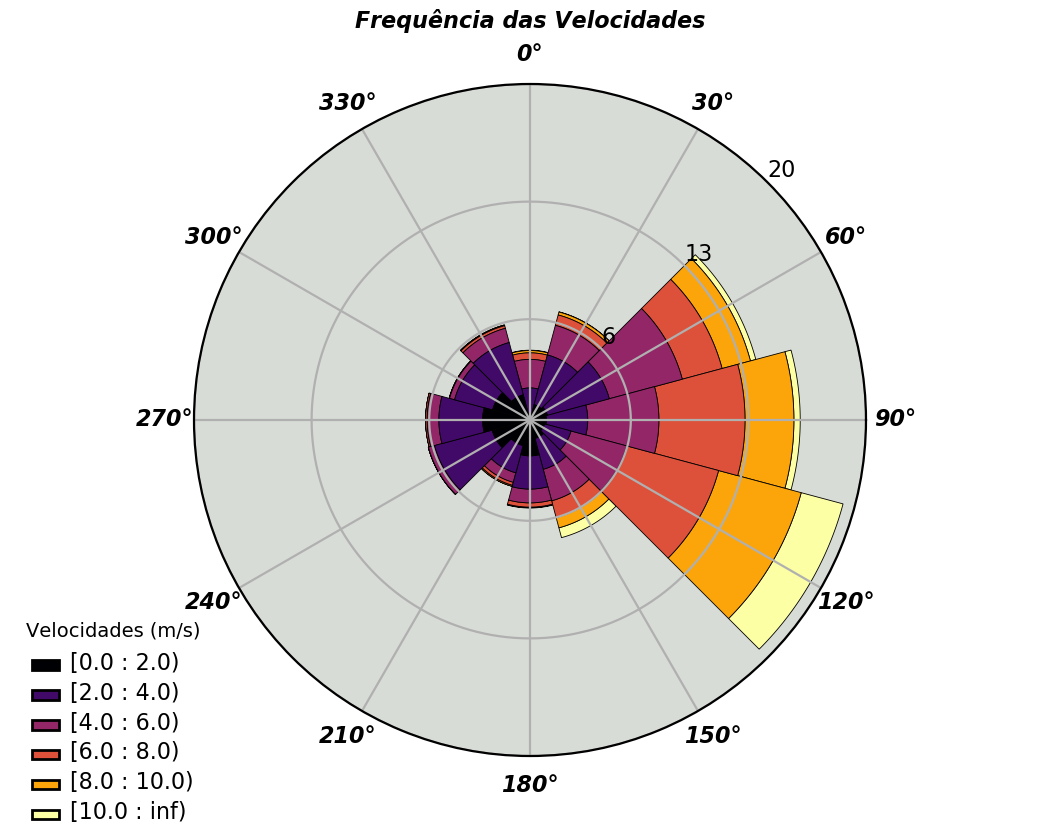 Frequência das Velocidades
0°
330°
30°
20
300°
60°
13
6
270°
90°
240°
120°
210°
150°
180°
Velocidades (m/s)
[0.0 : 2.0)
[2.0 : 4.0)
[4.0 : 6.0)
[6.0 : 8.0)
[8.0 : 10.0)
[10.0 : inf)